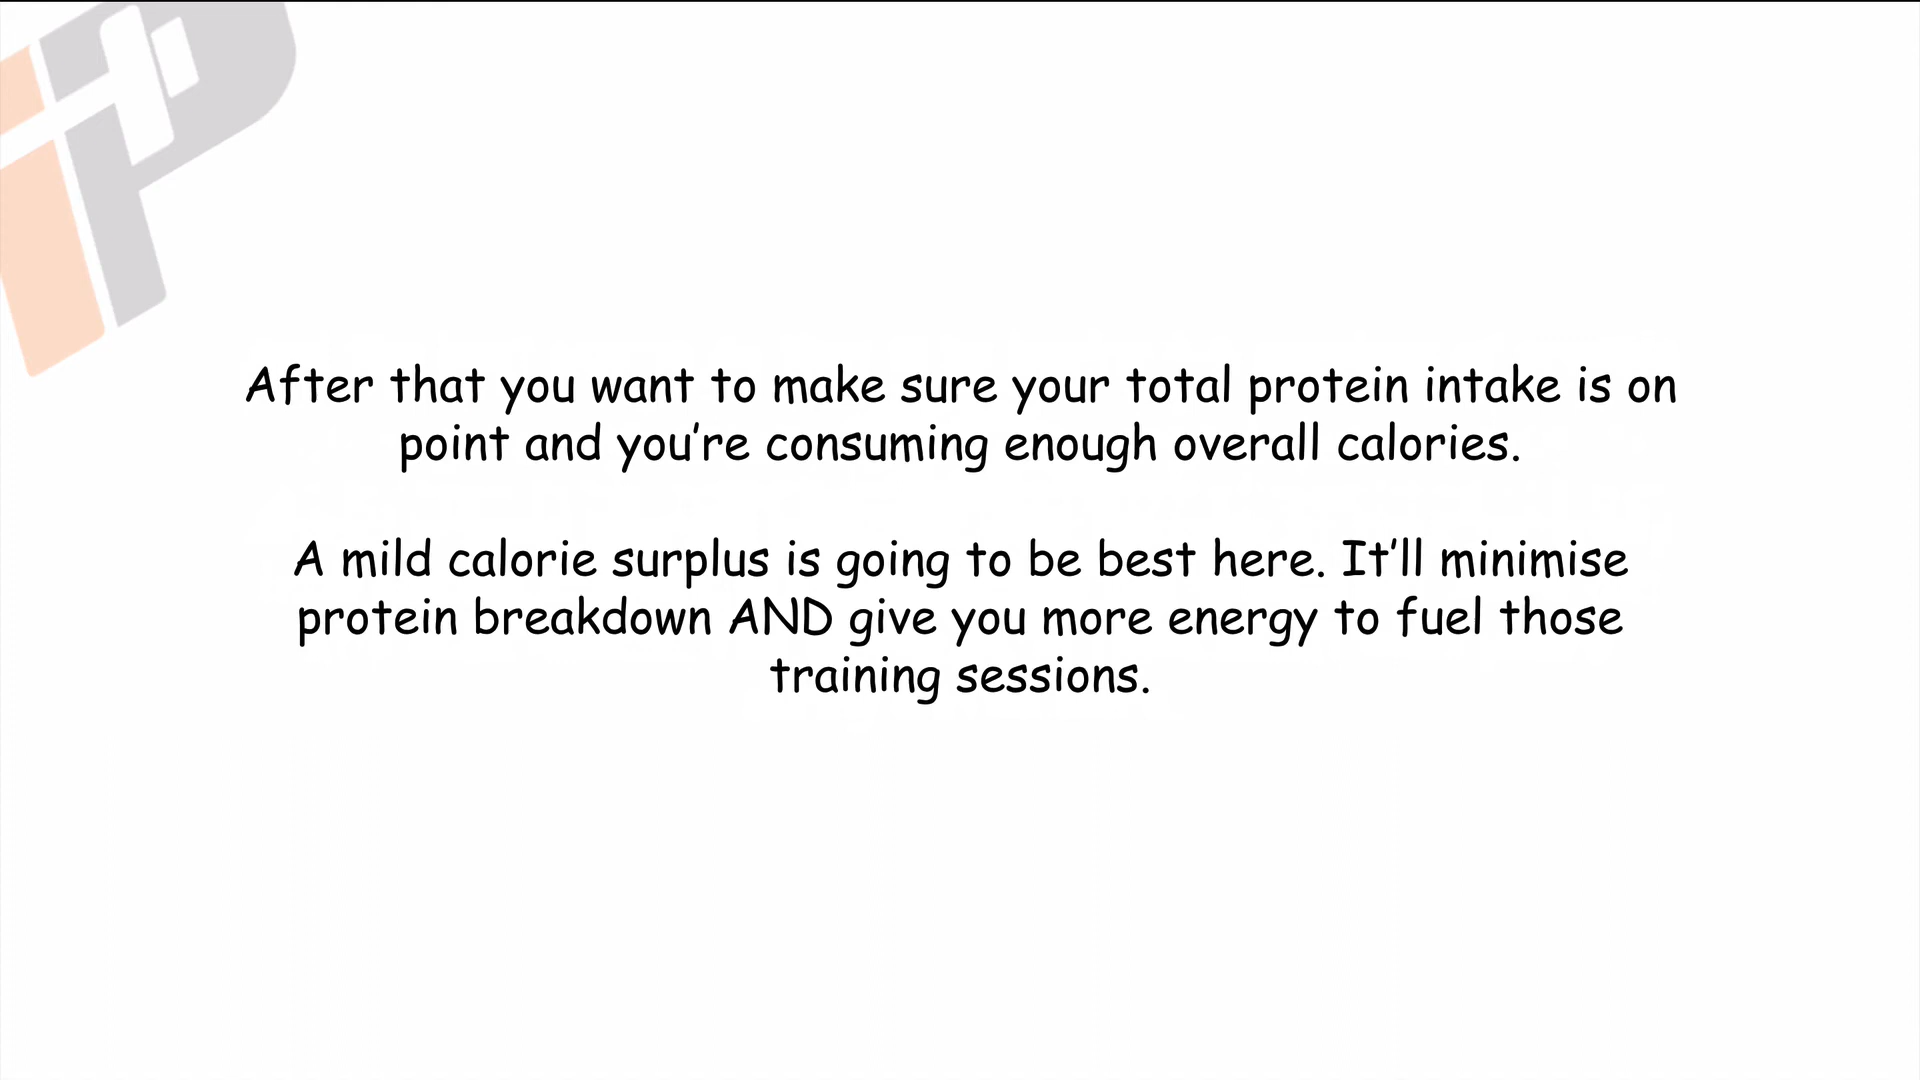 After that you want to make sure your total protein intake is on
point and you’re consuming enough overall calories.
A mild calorie surplus is going to be best here. It’ll minimise
protein breakdown AND give you more energy to fuel those
training sessions.